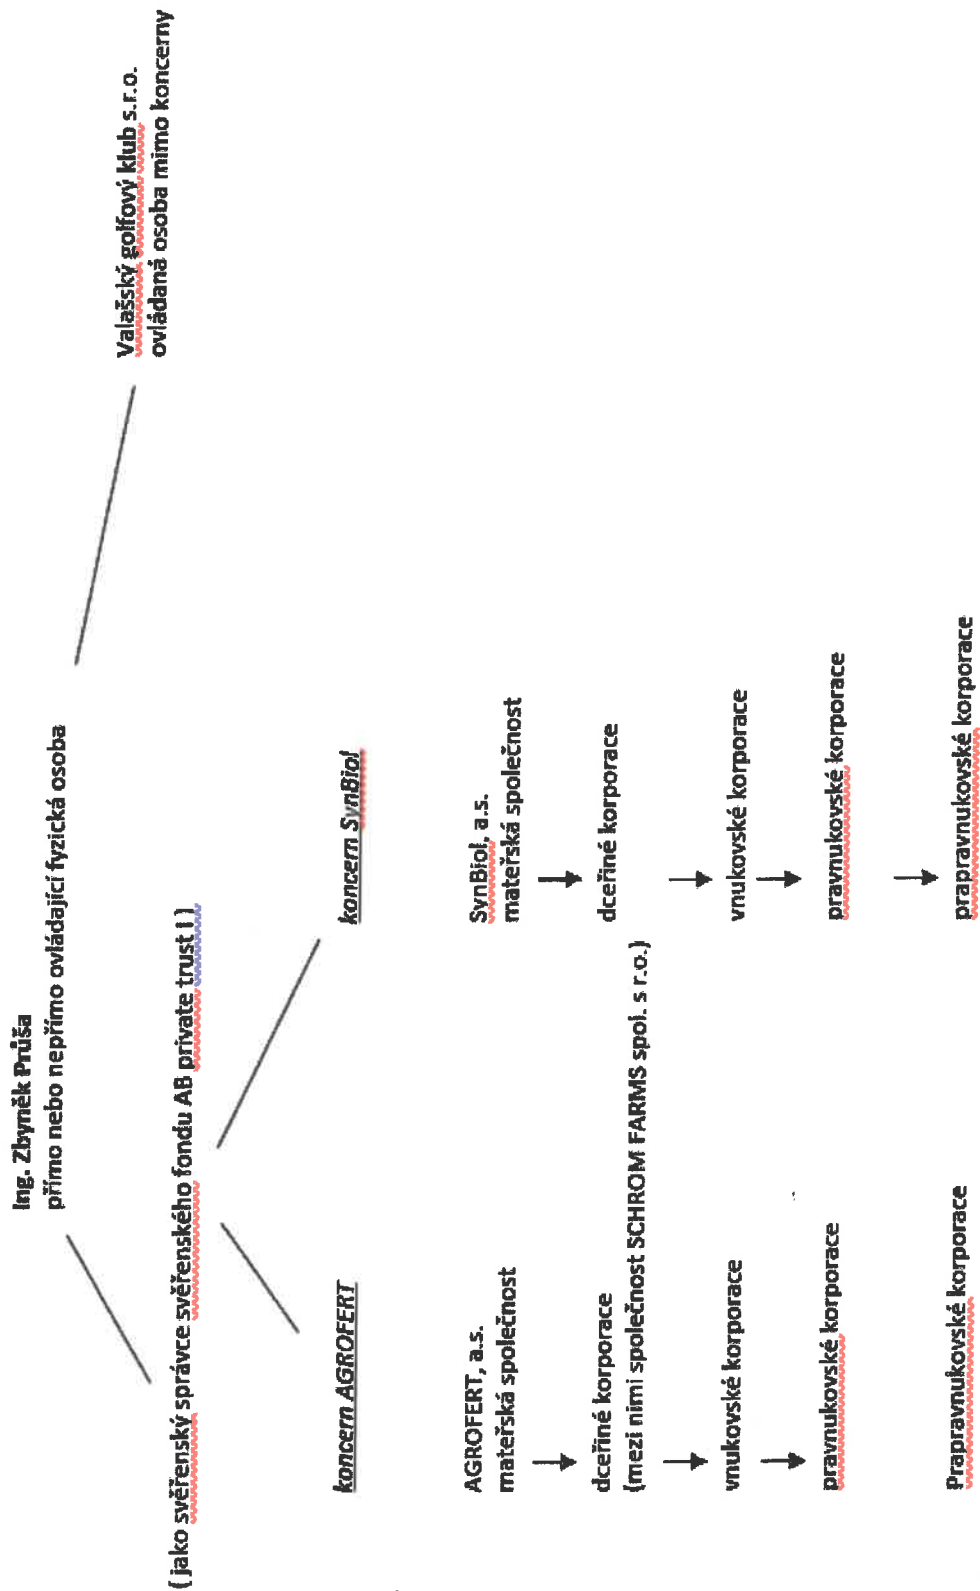 Ing. Zbyněk Průša
přímo nebo nepřímo ovládající fyzická osoba
Valašský golfový klub s.r.o.
ovládaná osoba mimo koncerny
(jako svěřenský správce svěřenského fondu AB private trust I)
koncern AGROFERT
koncern SynBiol
AGROFERT, a.s.
mateřská společnost
dceřiné korporace
(mezi nimi společnost SCHROM FARMS spol. s r.o.)
vnukovské korporace
pravnukovské korporace
Prapravnukovské korporace
SynBiol, a.s.
mateřská společnost
dceřiné korporace
vnukovské korporace
pravnukovské korporace
prapravnukovské korporace